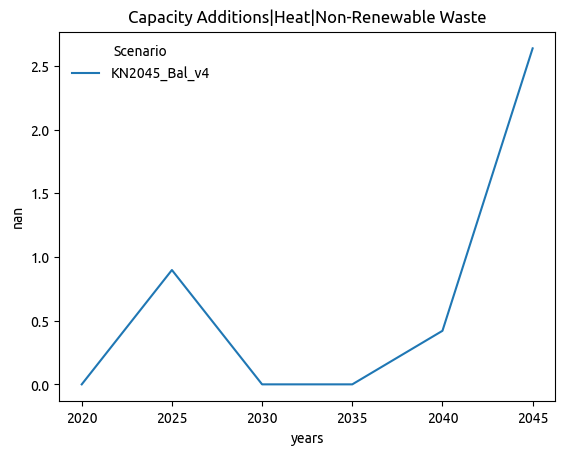 Capacity Additions|Heat|Non-Renewable Waste
Scenario
KN2045_Bal_v4
2.5
2.0
1.5
1.0
0.5
0.0
nan
2020 2025 2030 2035 2040 2045
years